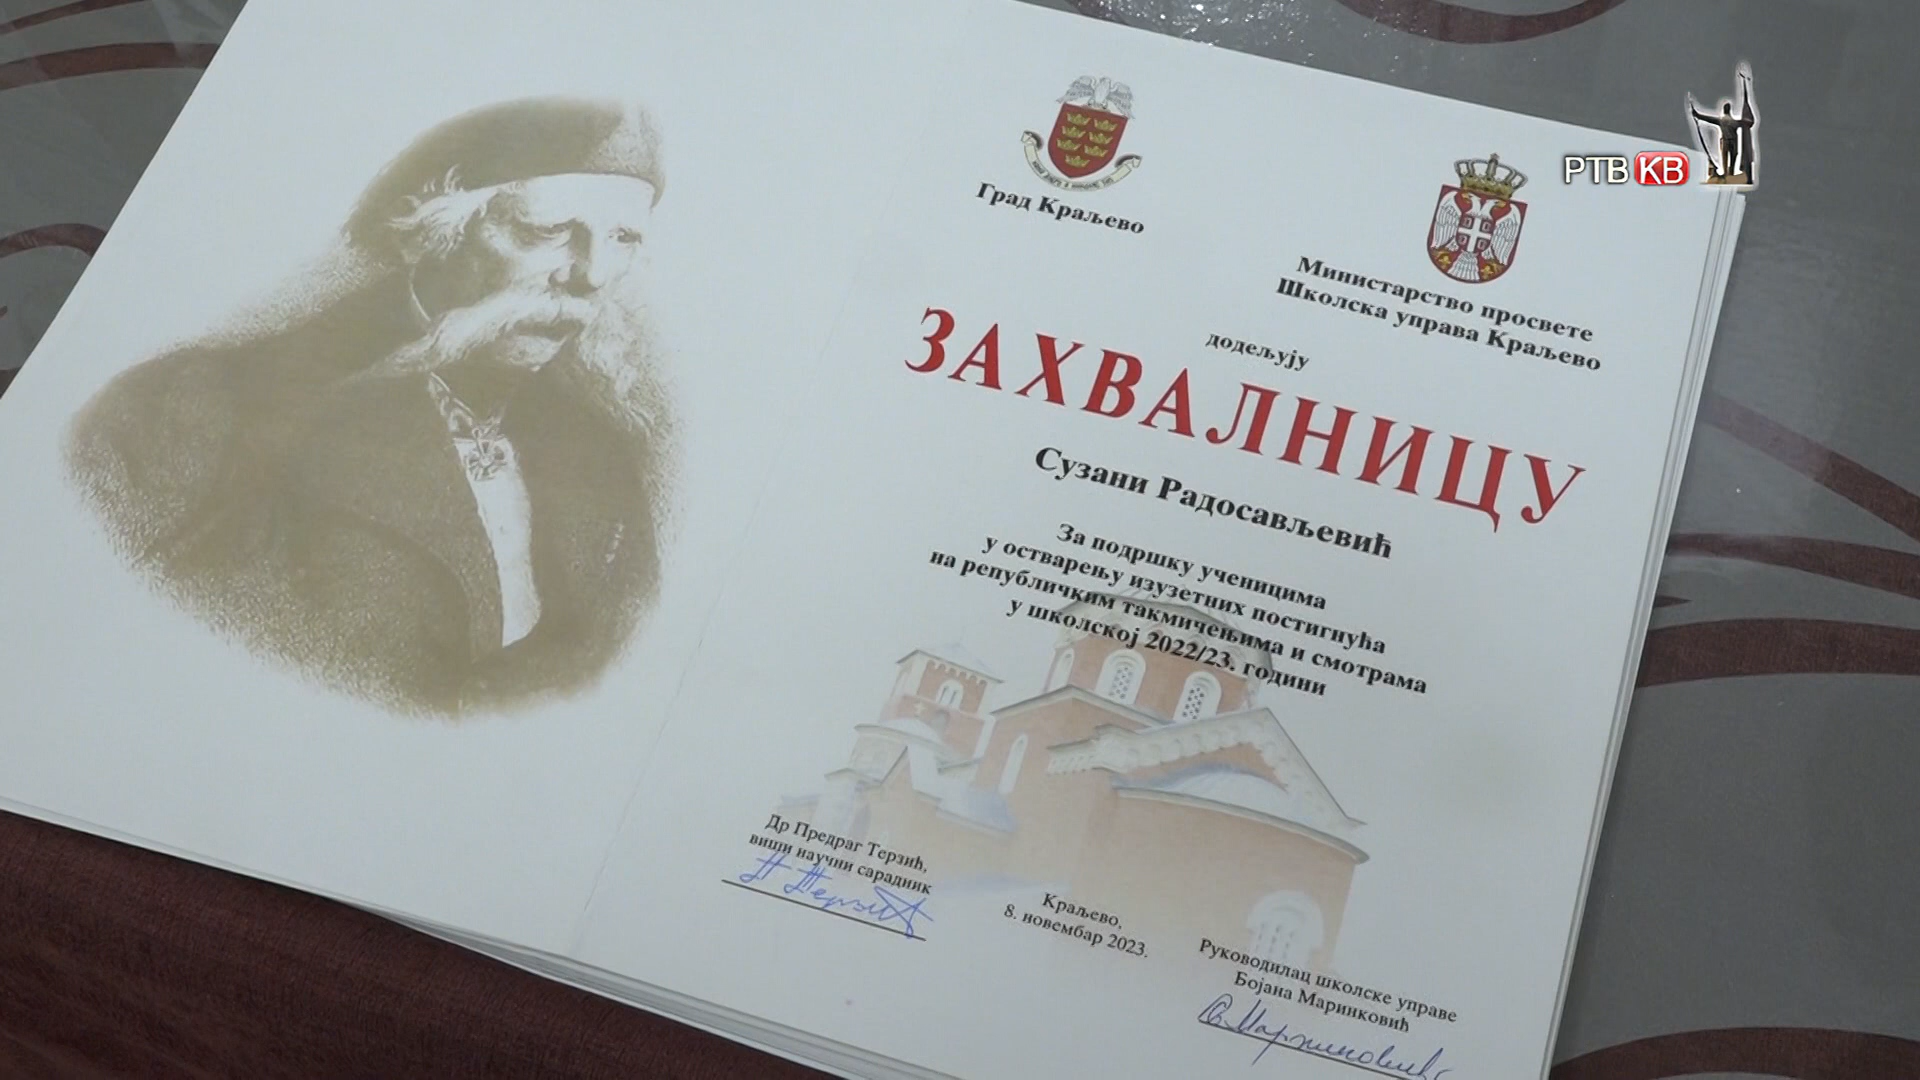 РТВ КВ
Град Краљево
Министарство просвете
Школска управа Краљево
додељују
ЗАХВАЛНИЦУ
Сузани Радосављевић
За подршку ученицима
у остварењу изузетних постигнућа
на републичким такмичењима и смотрама
у школској 2022/23. години
Др Предраг Терзић,
виши научни сарадник
Краљево,
8. новембар 2023.
Руководилац школске управе
Бојана Маринковић